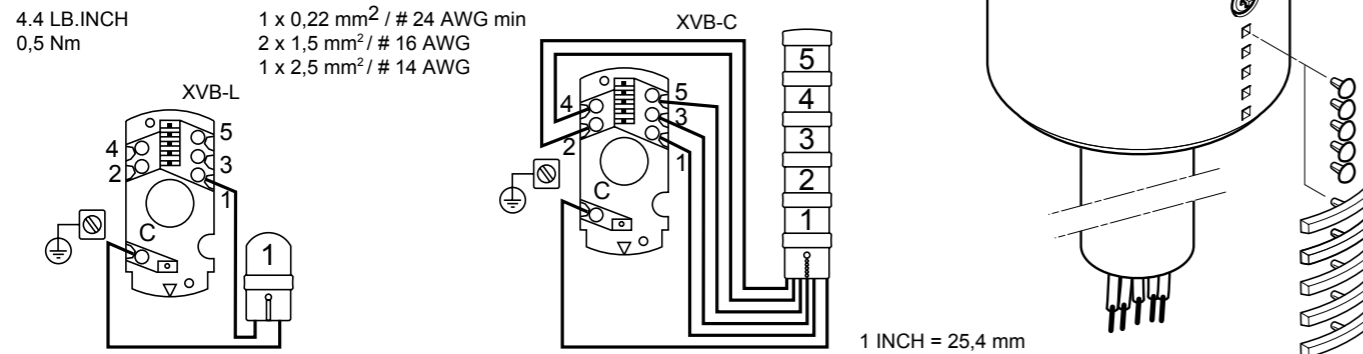 4.4 LB.INCH
0,5 Nm
1 x 0,22 mm² / # 24 AWG min
2 x 1,5 mm² / # 16 AWG
1 x 2,5 mm² / # 14 AWG
XVB-L
4
2
5
3
1
C
1
XVB-C
4
2
5
3
1
C
5
4
3
2
1
1 INCH = 25,4 mm